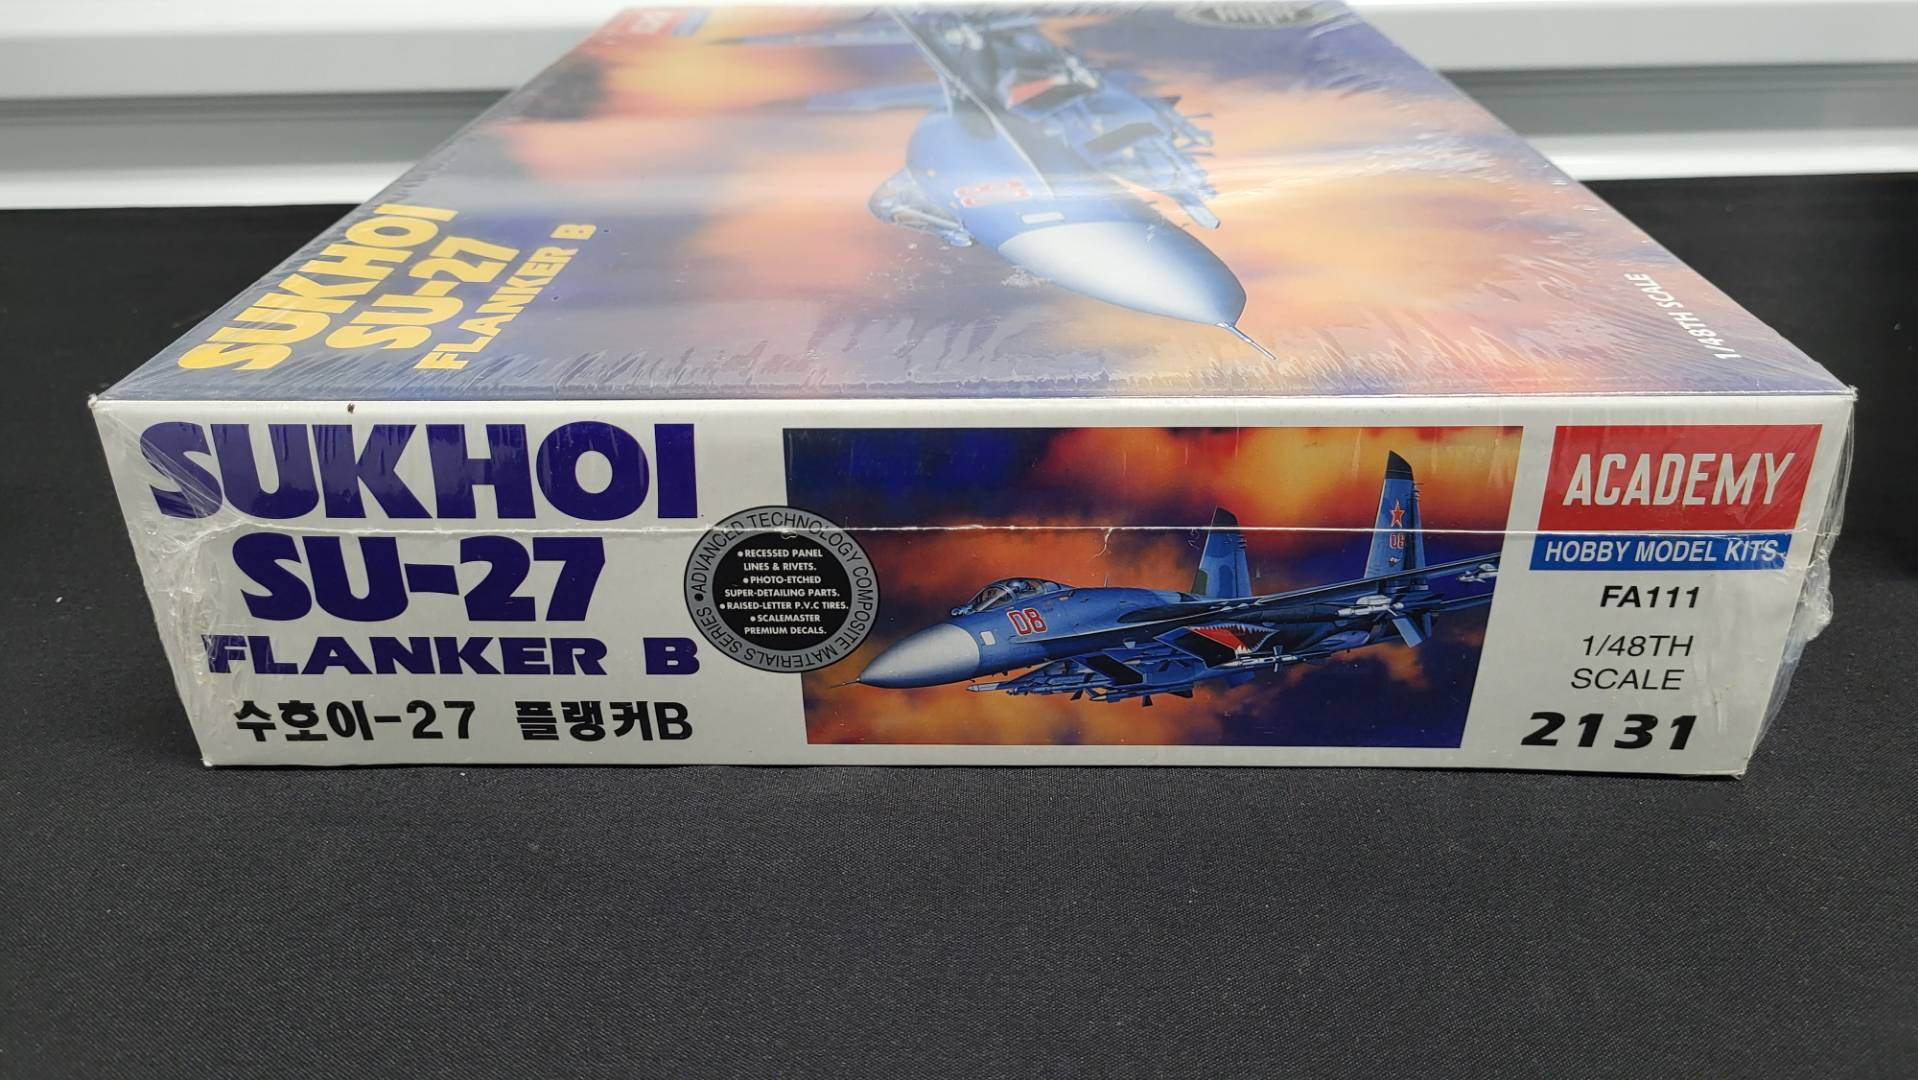 SUKHOI
SU-27
FLANKER B
1/48TH SCALE
SUKHOI
SU-27
FLANKER B
수호이-27 플랭커B
•ADVANCED TECHNOLOGY COMPOSITE MATERIALS SERIES
•RECESSED PANEL
LINES & RIVETS.
•PHOTO-ETCHED
SUPER-DETAILING PARTS.
•RAISED-LETTER P.V.C TIRES.
•SCALEMASTER
PREMIUM DECALS.
08
08
ACADEMY
HOBBY MODEL KITS
FA111
1/48TH
SCALE
2131